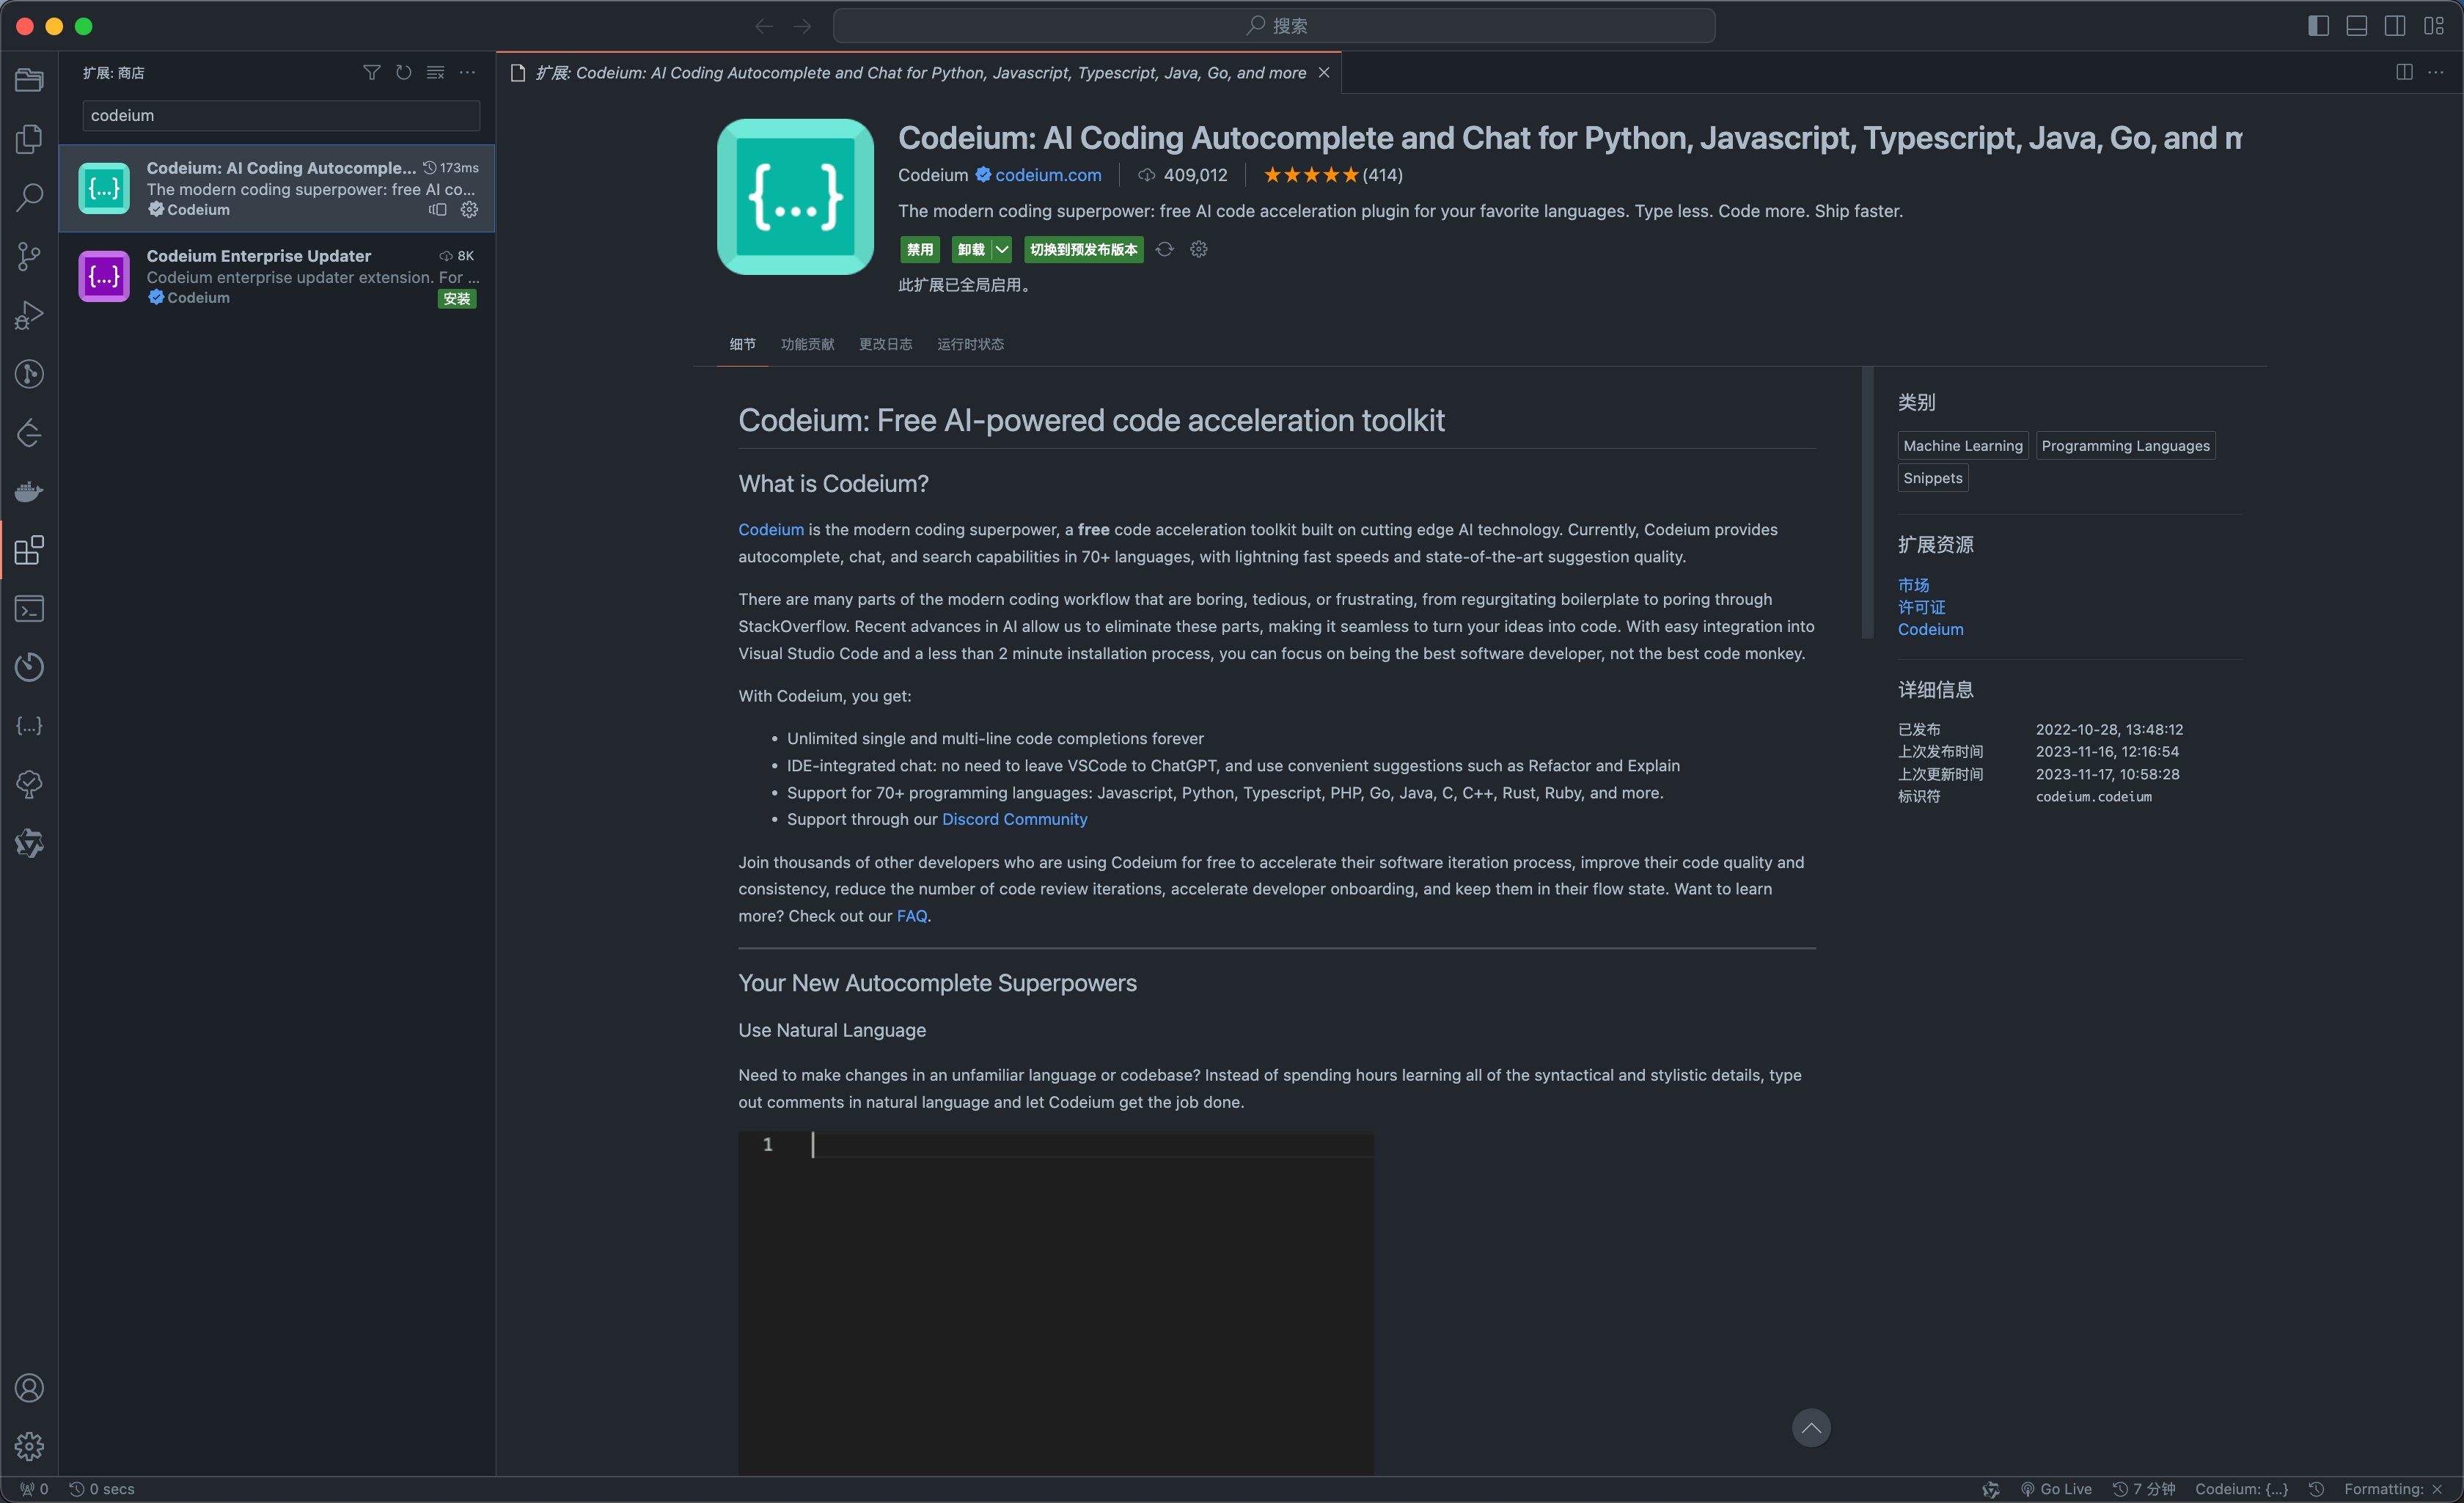 搜索
扩展: 商店
codeium
Codeium: AI Coding Autocomple... 173ms
The modern coding superpower: free AI co...
Codeium
Codeium Enterprise Updater 8K
Codeium enterprise updater extension. For ...
Codeium 安装
扩展: Codeium: AI Coding Autocomplete and Chat for Python, Javascript, Typescript, Java, Go, and more
{...}
Codeium: AI Coding Autocomplete and Chat for Python, Javascript, Typescript, Java, Go, and m
Codeium codeium.com 409,012 (414)
The modern coding superpower: free AI code acceleration plugin for your favorite languages. Type less. Code more. Ship faster.
禁用 卸载 切换到预发布版本
此扩展已全局启用。
细节 功能贡献 更改日志 运行时状态
Codeium: Free AI-powered code acceleration toolkit
What is Codeium?
Codeium is the modern coding superpower, a free code acceleration toolkit built on cutting edge AI technology. Currently, Codeium provides
autocomplete, chat, and search capabilities in 70+ languages, with lightning fast speeds and state-of-the-art suggestion quality.
There are many parts of the modern coding workflow that are boring, tedious, or frustrating, from regurgitating boilerplate to poring through
StackOverflow. Recent advances in AI allow us to eliminate these parts, making it seamless to turn your ideas into code. With easy integration into
Visual Studio Code and a less than 2 minute installation process, you can focus on being the best software developer, not the best code monkey.
With Codeium, you get:
• Unlimited single and multi-line code completions forever
• IDE-integrated chat: no need to leave VSCode to ChatGPT, and use convenient suggestions such as Refactor and Explain
• Support for 70+ programming languages: Javascript, Python, Typescript, PHP, Go, Java, C, C++, Rust, Ruby, and more.
• Support through our Discord Community
Join thousands of other developers who are using Codeium for free to accelerate their software iteration process, improve their code quality and
consistency, reduce the number of code review iterations, accelerate developer onboarding, and keep them in their flow state. Want to learn
more? Check out our FAQ.
Your New Autocomplete Superpowers
Use Natural Language
Need to make changes in an unfamiliar language or codebase? Instead of spending hours learning all of the syntactical and stylistic details, type
out comments in natural language and let Codeium get the job done.
1
类别
Machine Learning Programming Languages
Snippets
扩展资源
市场
许可证
Codeium
详细信息
已发布 2022-10-28, 13:48:12
上次发布时间 2023-11-16, 12:16:54
上次更新时间 2023-11-17, 10:58:28
标识符 codeium.codeium
0 0 secs Go Live 7 分钟 Codeium: {...} Formatting: